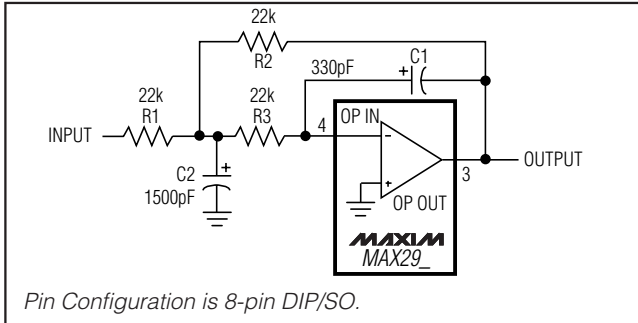 22k
R2
C1
330pF
+
22k
R1
22k
R3
4
OP IN
INPUT
−
+
3
OUTPUT
C2
1500pF
+
OP OUT
MAXIM
MAX29_
Pin Configuration is 8-pin DIP/SO.